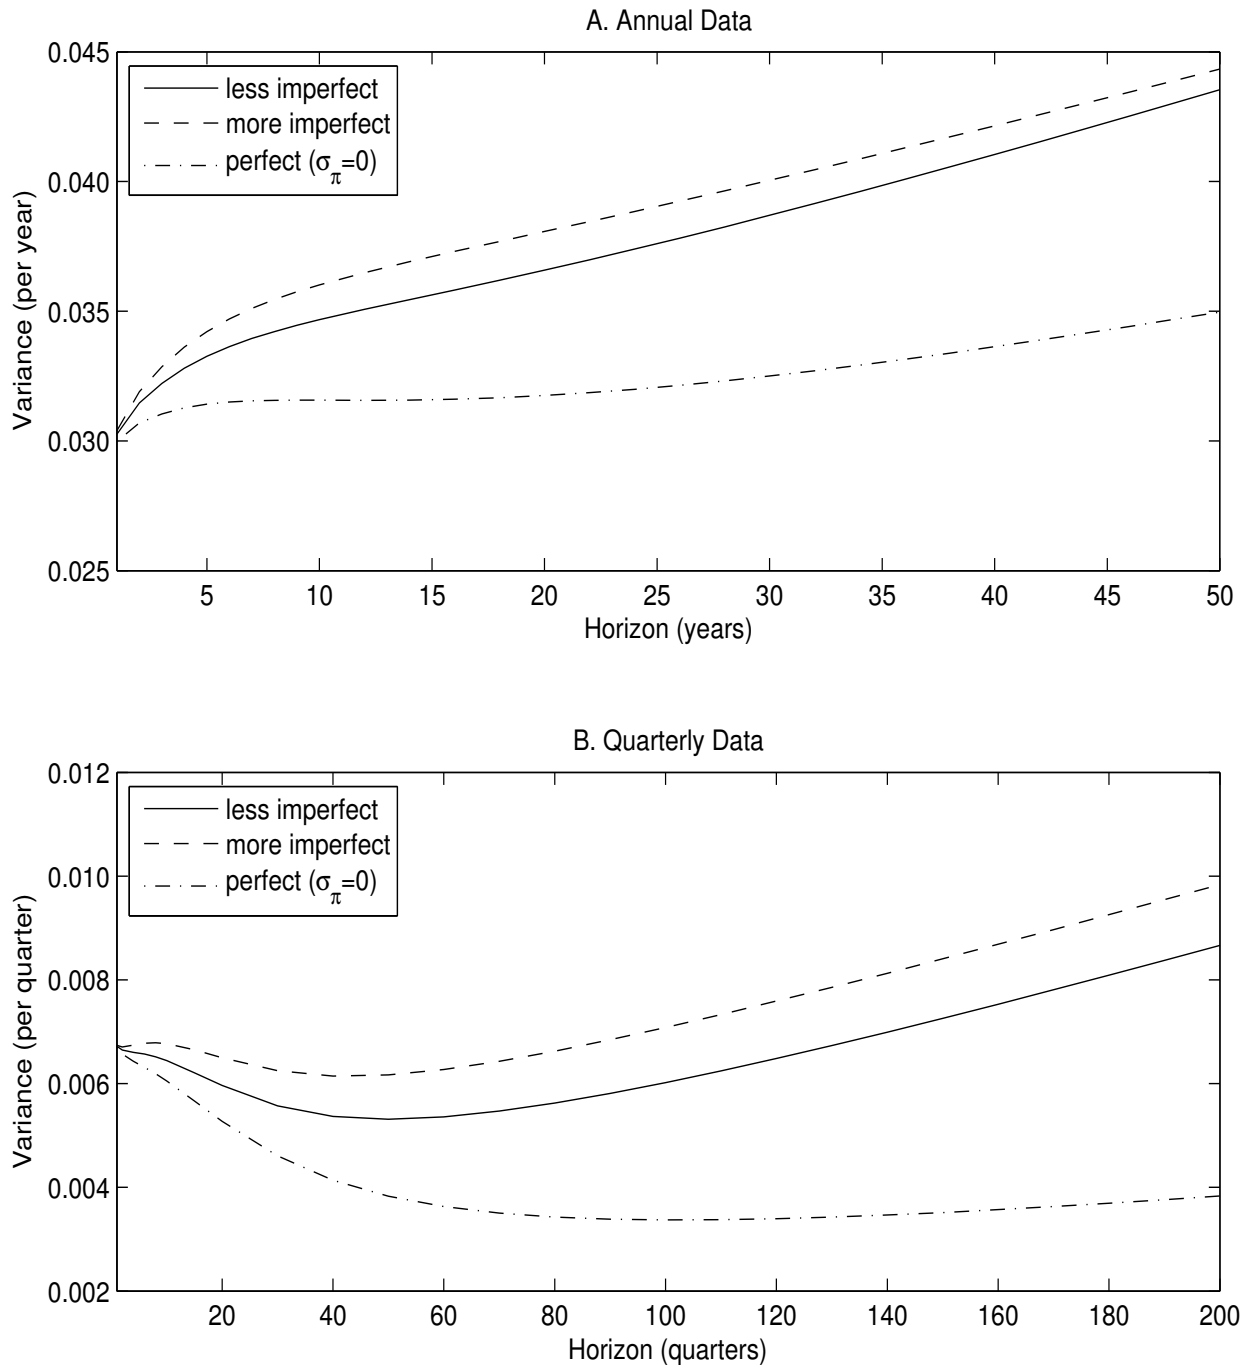 A. Annual Data
0.045
0.040
0.035
0.030
0.025
Variance (per year)
less imperfect
more imperfect
perfect (σπ=0)
5 10 15 20 25 30 35 40 45 50
Horizon (years)
B. Quarterly Data
0.012
0.010
0.008
0.006
0.004
0.002
Variance (per quarter)
less imperfect
more imperfect
perfect (σπ=0)
20 40 60 80 100 120 140 160 180 200
Horizon (quarters)